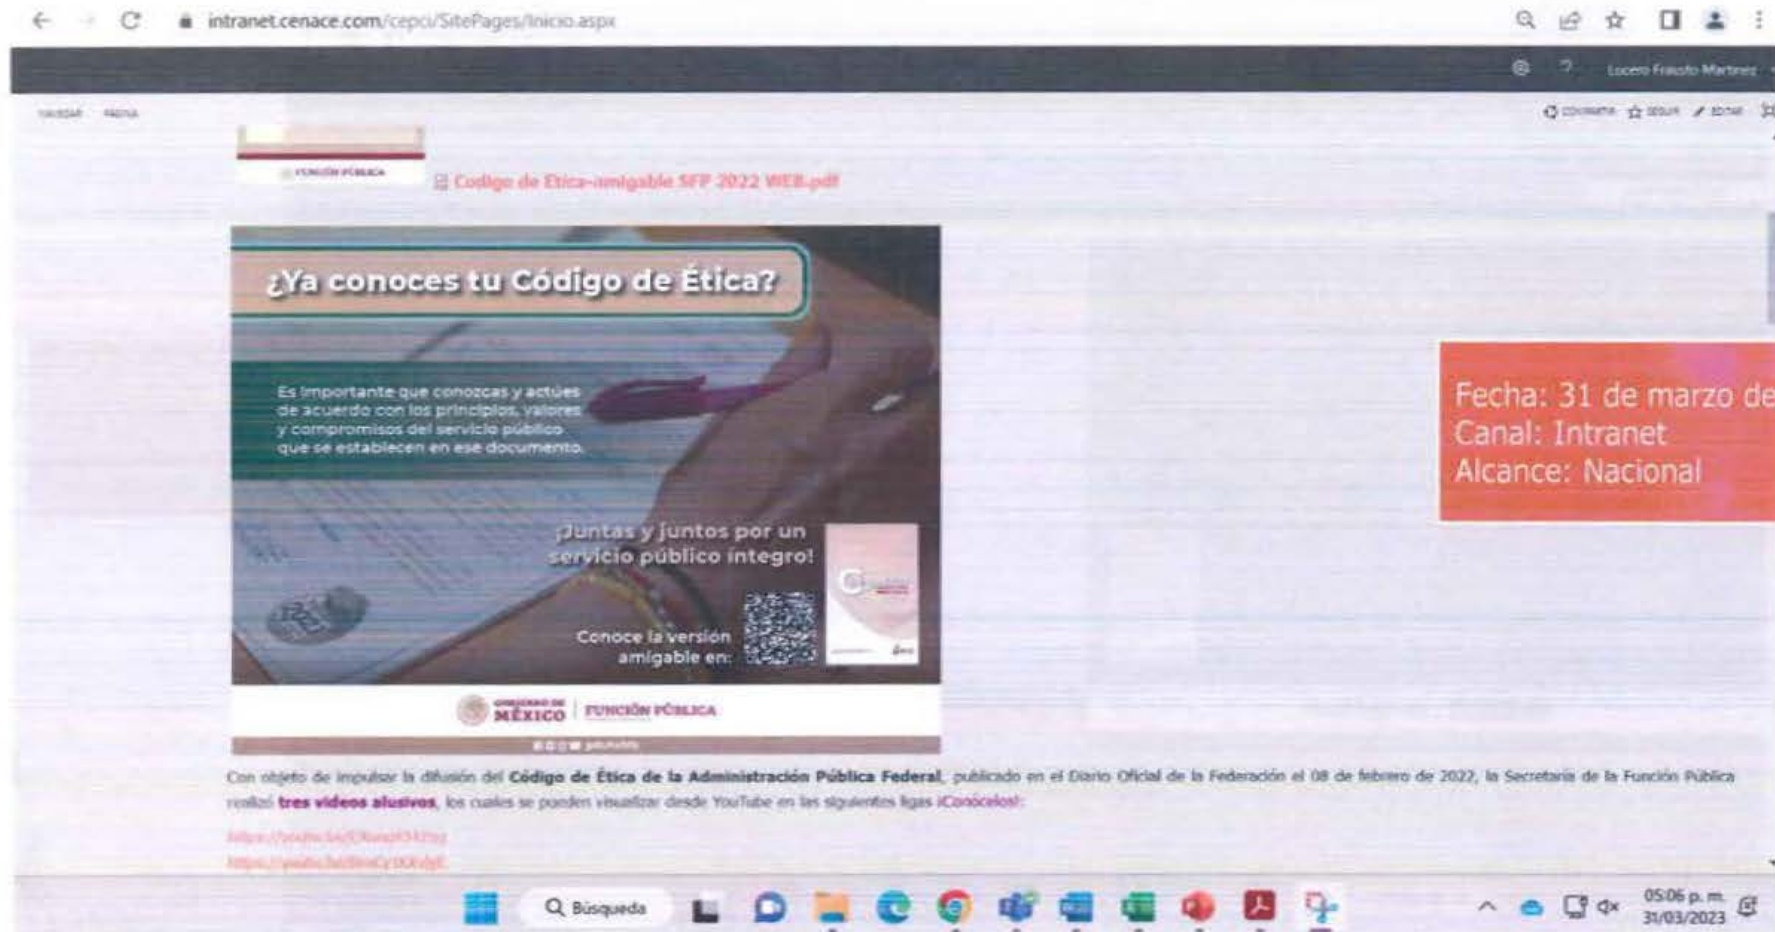 intranet.cenace.com/cepci/SitePages/Inicio.aspx
Lucero Frausto Martinez
EDITAR
FUNCIÓN PÚBLICA
Codigo de Etica-amigable SFP 2022 WEB.pdf
¿Ya conoces tu Código de Ética?
Es importante que conozcas y actúes
de acuerdo con los principios, valores
y compromisos del servicio público
que se establecen en ese documento.
Fecha: 31 de marzo de
Canal: Intranet
Alcance: Nacional
¡Juntas y juntos por un
servicio público íntegro!
Conoce la versión
amigable en:
GOBIERNO DE
MÉXICO
FUNCIÓN PÚBLICA
Con objeto de impulsar la difusión del Código de Ética de la Administración Pública Federal, publicado en el Diario Oficial de la Federación el 08 de febrero de 2022, la Secretaría de la Función Pública
realizó tres videos alusivos, los cuales se pueden visualizar desde YouTube en las siguientes ligas ¡Conócelos!:
Búsqueda
05:06 p. m.
31/03/2023